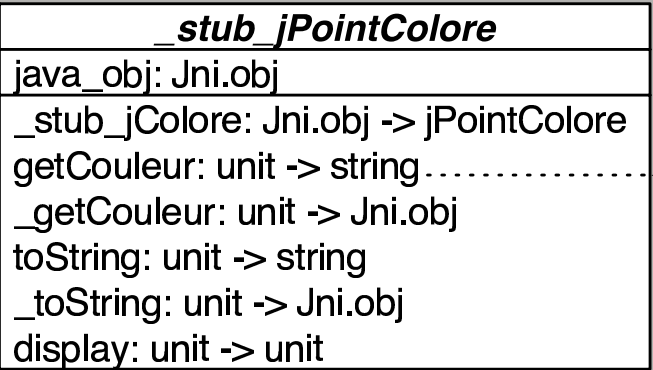 _stub_jPointColore
java_obj: Jni.obj
_stub_jColore: Jni.obj -> jPointColore
getCouleur: unit -> string
_getCouleur: unit -> Jni.obj
toString: unit -> string
_toString: unit -> Jni.obj
display: unit -> unit